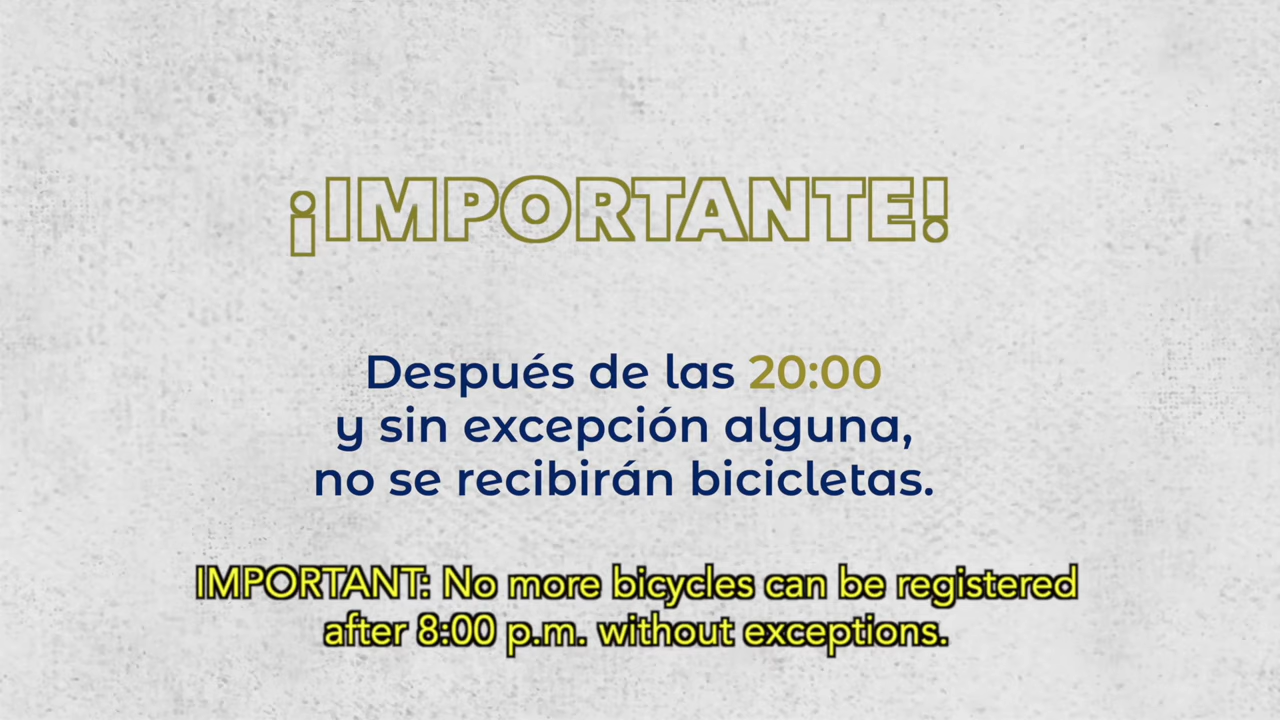 ¡IMPORTANTE!
Después de las 20:00
y sin excepción alguna,
no se recibirán bicicletas.
IMPORTANT: No more bicycles can be registered
after 8:00 p.m. without exceptions.